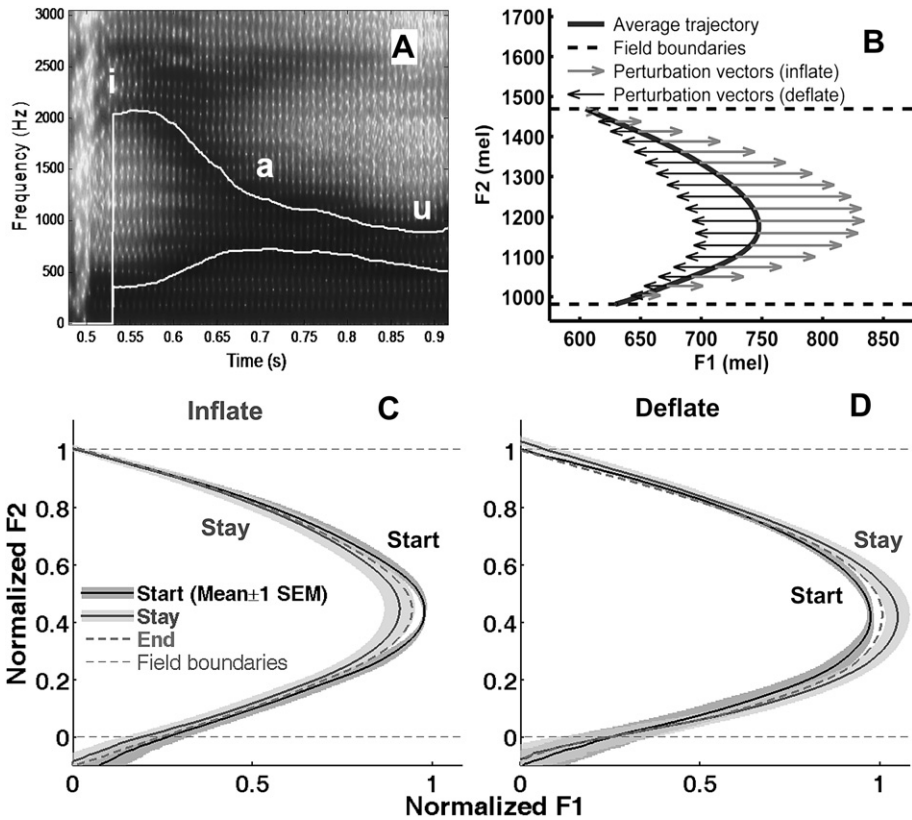 A
i
a
u
3000
2500
2000
1500
1000
500
0
Frequency (Hz)
0.5 0.55 0.6 0.65 0.7 0.75 0.8 0.85 0.9
Time (s)
B
Average trajectory
Field boundaries
Perturbation vectors (inflate)
Perturbation vectors (deflate)
1700
1600
1500
1400
1300
1200
1100
1000
F2 (mel)
600 650 700 750 800 850
F1 (mel)
Inflate
C
Stay
Start
Start (Mean±1 SEM)
Stay
End
Field boundaries
1
0.8
0.6
0.4
0.2
0
Normalized F2
0 0.5 1
Deflate
D
Stay
Start
1
0.8
0.6
0.4
0.2
0
0 0.5 1
Normalized F1